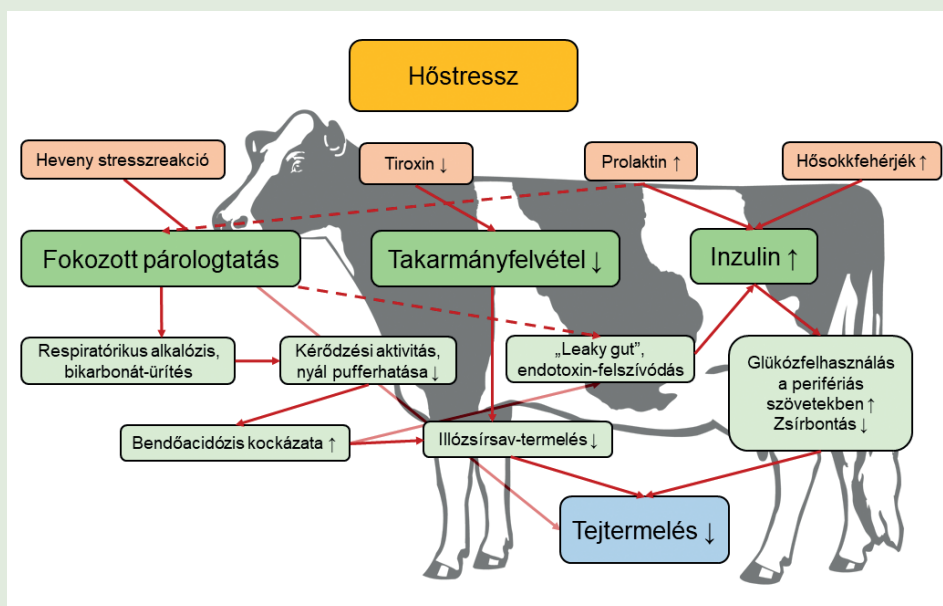 Hőstressz
Heveny stresszreakció
Tiroxin ↓
Prolaktin ↑
Hősokkfehérjék ↑
Fokozott párologtatás
Takarmányfelvétel ↓
Inzulin ↑
Respiratórikus alkalózis,
bikarbonát-ürítés
Kérődzési aktivitás,
nyál pufferhatása ↓
„Leaky gut”,
endotoxin-felszívódás
Glükózfelhasználás
a perifériás
szövetekben ↑
Zsírbontás ↓
Bendőacidózis kockázata ↑
Illózsírsav-termelés ↓
Tejtermelés ↓